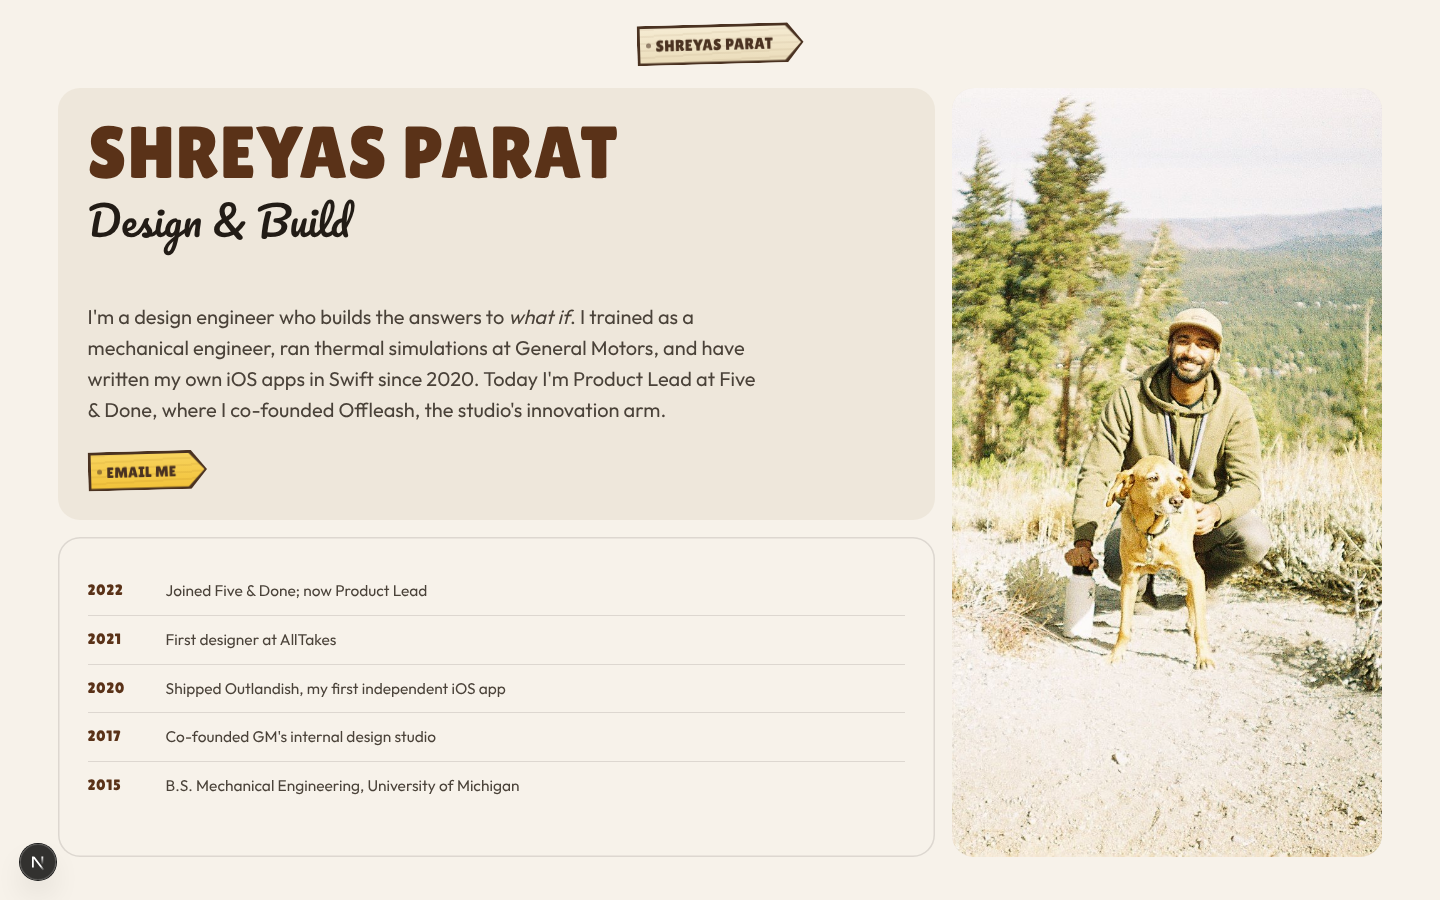 SHREYAS PARAT
SHREYAS PARAT
Design & Build
I'm a design engineer who builds the answers to what if. I trained as a
mechanical engineer, ran thermal simulations at General Motors, and have
written my own iOS apps in Swift since 2020. Today I'm Product Lead at Five
& Done, where I co-founded Offleash, the studio's innovation arm.
EMAIL ME
2022 Joined Five & Done; now Product Lead
2021 First designer at AllTakes
2020 Shipped Outlandish, my first independent iOS app
2017 Co-founded GM's internal design studio
2015 B.S. Mechanical Engineering, University of Michigan
N